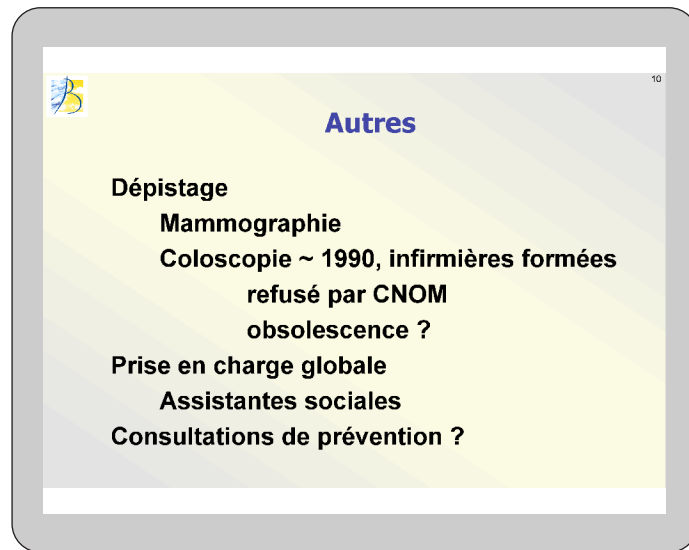 10
Autres
Dépistage
Mammographie
Coloscopie ~ 1990, infirmières formées
refusé par CNOM
obsolescence ?
Prise en charge globale
Assistantes sociales
Consultations de prévention ?